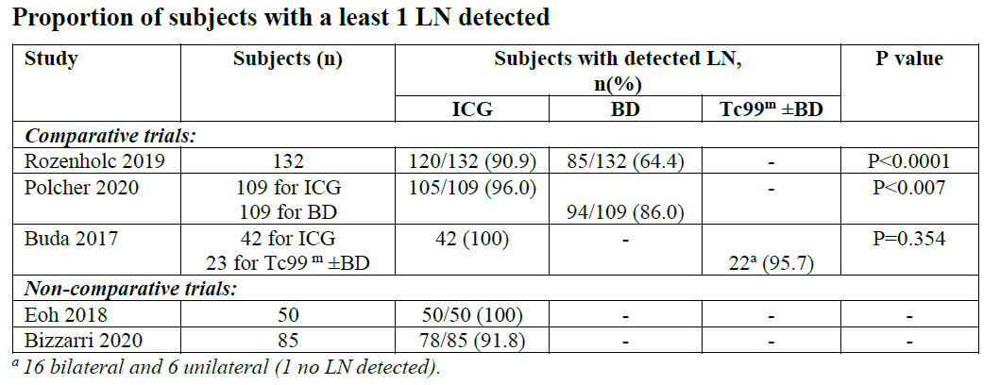 Proportion of subjects with a least 1 LN detected
Study Subjects (n) Subjects with detected LN, n(%) P value
ICG BD Tc99ᵐ ±BD
Comparative trials:
Rozenholc 2019 132 120/132 (90.9) 85/132 (64.4) - P<0.0001
Polcher 2020 109 for ICG 105/109 (96.0) - P<0.007
109 for BD 94/109 (86.0)
Buda 2017 42 for ICG 42 (100) - P=0.354
23 for Tc99 ᵐ ±BD 22ᵃ (95.7)
Non-comparative trials:
Eoh 2018 50 50/50 (100) - - -
Bizzarri 2020 85 78/85 (91.8) - - -
ᵃ 16 bilateral and 6 unilateral (1 no LN detected).